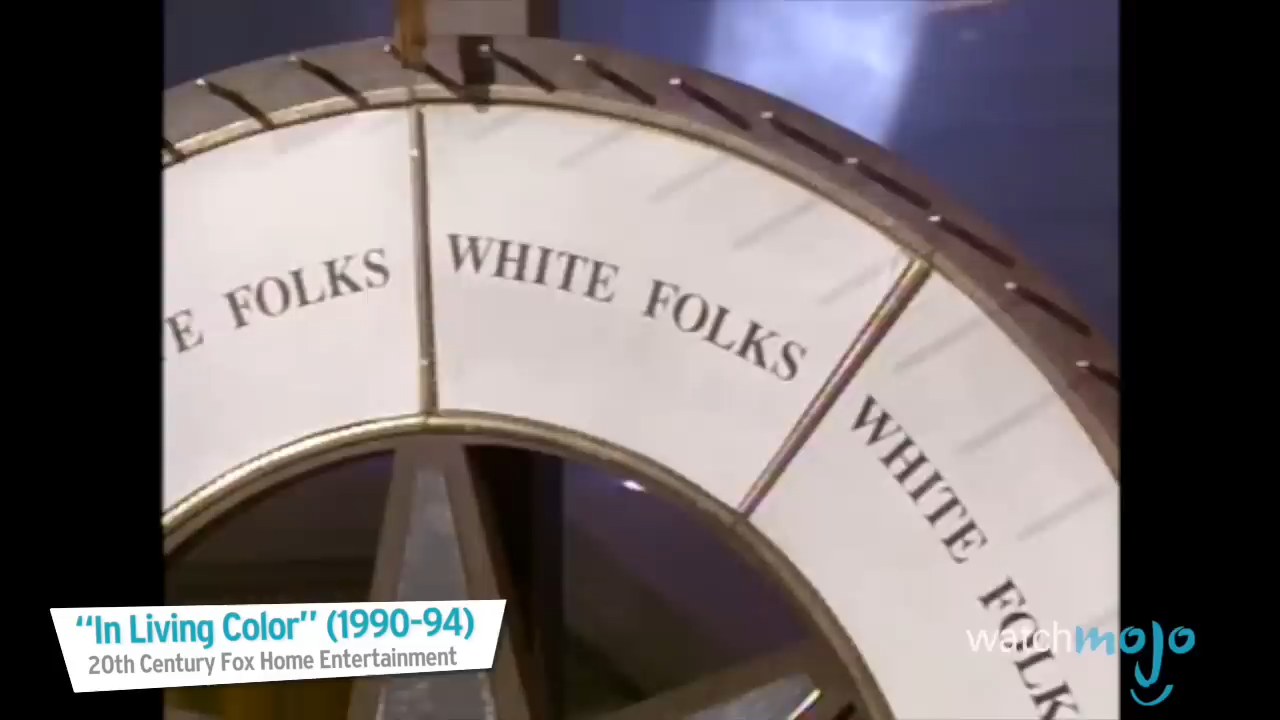 E FOLKS
WHITE FOLKS
WHITE FOLK
“In Living Color” (1990-94)
20th Century Fox Home Entertainment
watchmojo